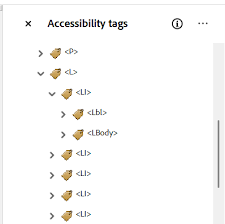 Accessibility tags
<P>
<L>
<LI>
<Lbl>
<LBody>
<LI>
<LI>
<LI>
<LI>